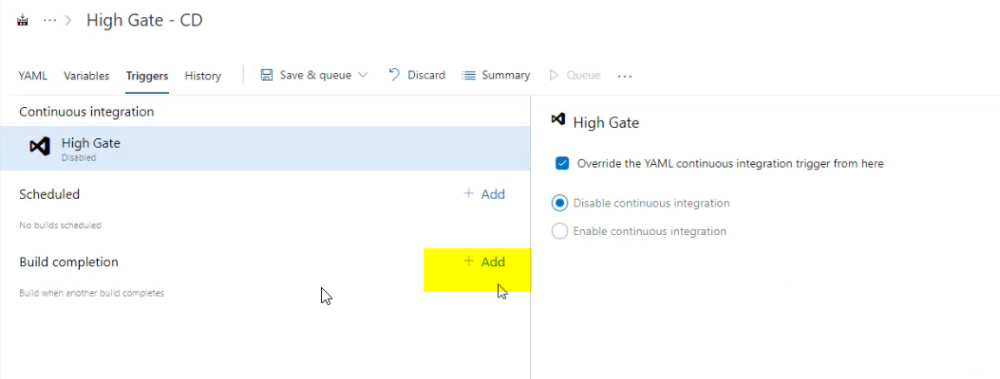 ··· > High Gate - CD
YAML Variables Triggers History Save & queue Discard Summary Queue ···
Continuous integration
High Gate
Disabled
Scheduled + Add
No builds scheduled
Build completion + Add
Build when another build completes
High Gate
Override the YAML continuous integration trigger from here
Disable continuous integration
Enable continuous integration